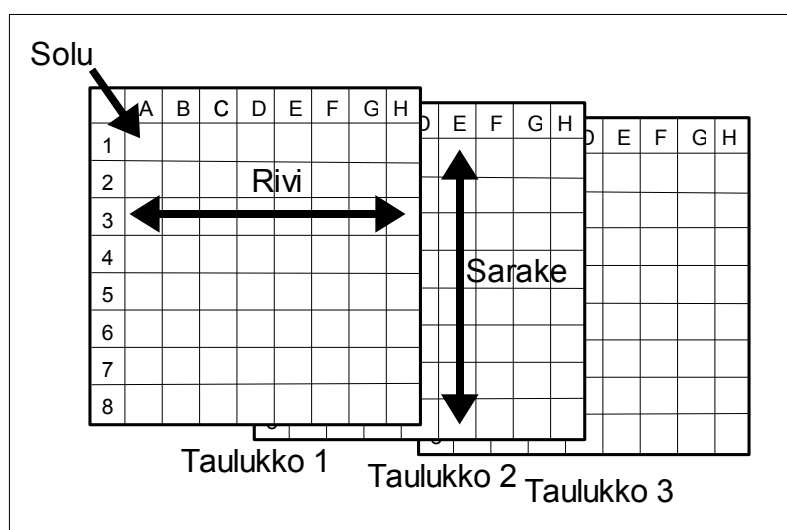 Solu
A B C D E F G H
D E F G H
D E F G H
1
2
Rivi
3
4
Sarake
5
6
7
8
Taulukko 1
Taulukko 2
Taulukko 3